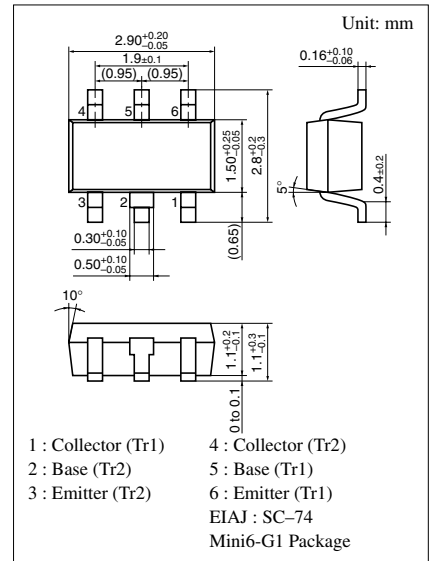 Unit: mm
2.90 +0.20 −0.05
1.9±0.1
(0.95) (0.95)
0.16 +0.10 −0.06
4 5 6
1.50 +0.25 −0.05
2.8 +0.2 −0.3
5°
0.4±0.2
3 2 1
(0.65)
0.30 +0.10 −0.05
0.50 +0.10 −0.05
10°
1.1 +0.2 −0.1
1.1 +0.3 −0.1
0 to 0.1
1 : Collector (Tr1)
2 : Base (Tr2)
3 : Emitter (Tr2)
4 : Collector (Tr2)
5 : Base (Tr1)
6 : Emitter (Tr1)
EIAJ : SC–74
Mini6-G1 Package